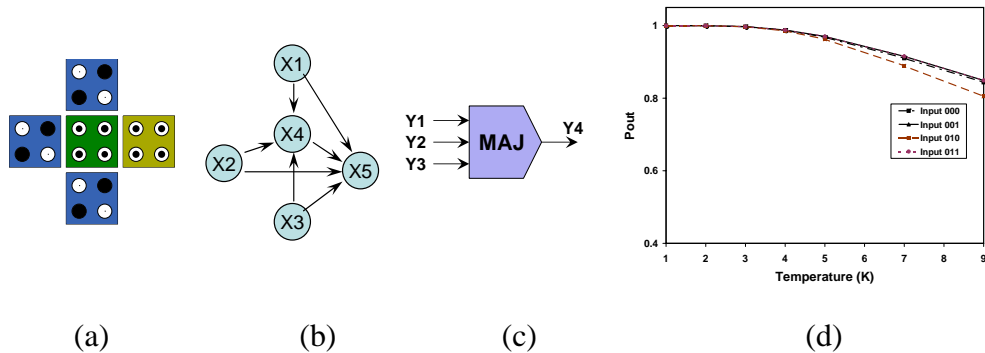 X1
X4
X2
X5
X3
Y1
Y2
Y3
MAJ
Y4
1
0.8
0.6
0.4
Pout
Input 000
Input 001
Input 010
Input 011
1 2 3 4 5 6 7 8 9
Temperature (K)
(a) (b) (c) (d)